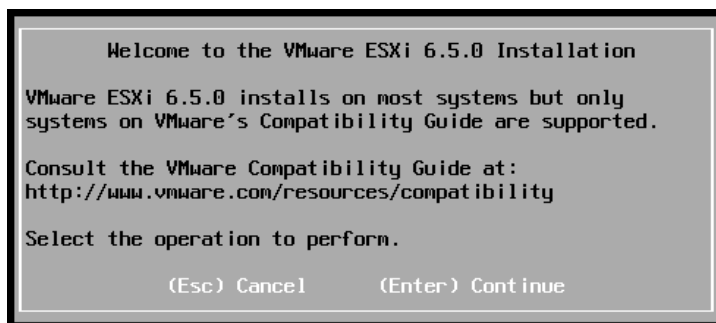 Welcome to the VMware ESXi 6.5.0 Installation
VMware ESXi 6.5.0 installs on most systems but only
systems on VMware's Compatibility Guide are supported.
Consult the VMware Compatibility Guide at:
http://www.vmware.com/resources/compatibility
Select the operation to perform.
(Esc) Cancel (Enter) Continue